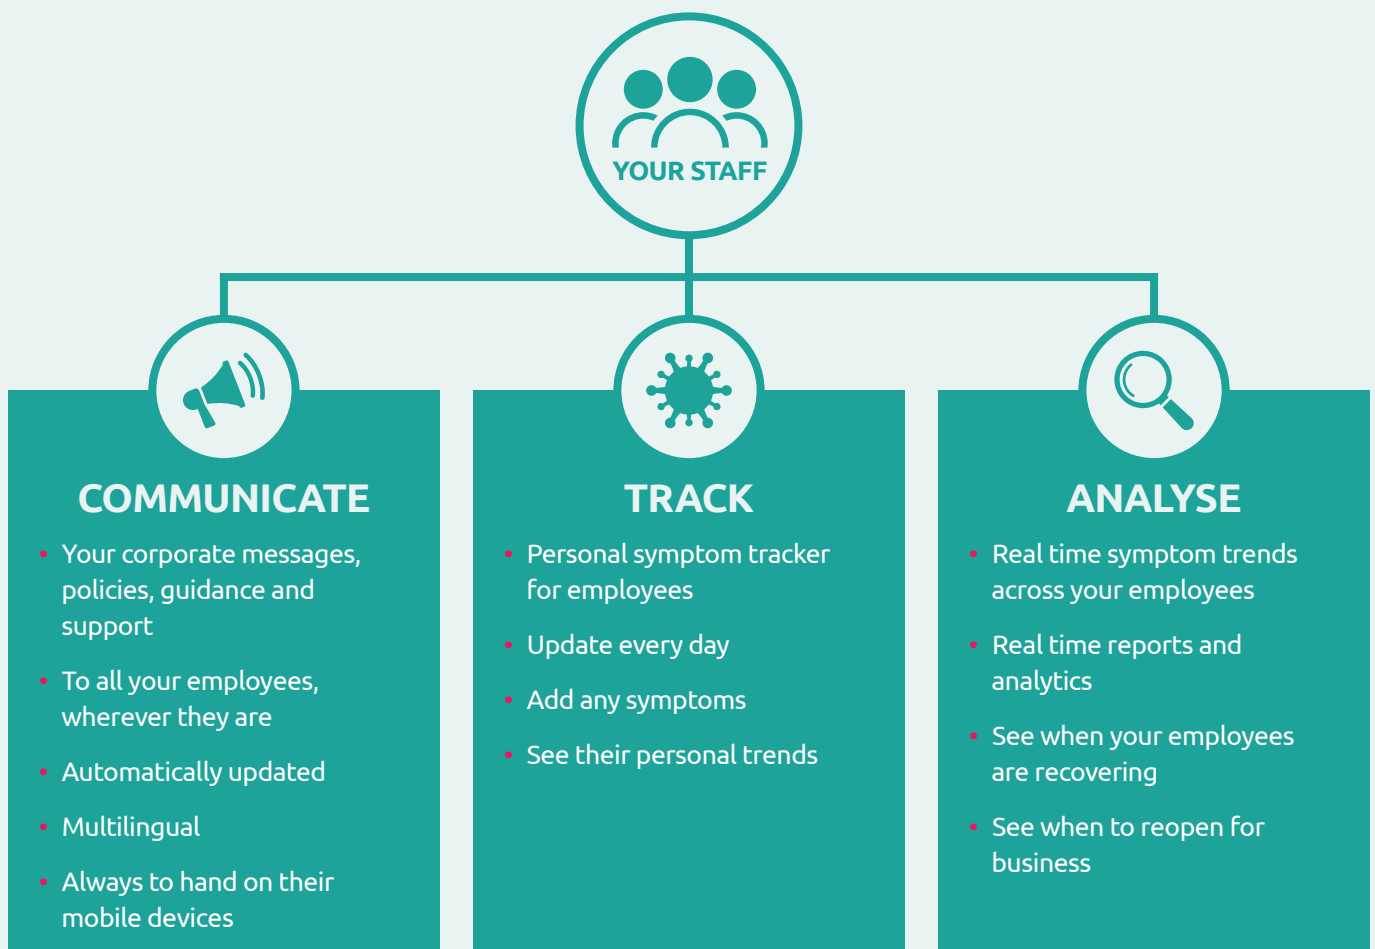 YOUR STAFF
COMMUNICATE
• Your corporate messages,
policies, guidance and
support
• To all your employees,
wherever they are
• Automatically updated
• Multilingual
• Always to hand on their
mobile devices
TRACK
• Personal symptom tracker
for employees
• Update every day
• Add any symptoms
• See their personal trends
ANALYSE
• Real time symptom trends
across your employees
• Real time reports and
analytics
• See when your employees
are recovering
• See when to reopen for
business